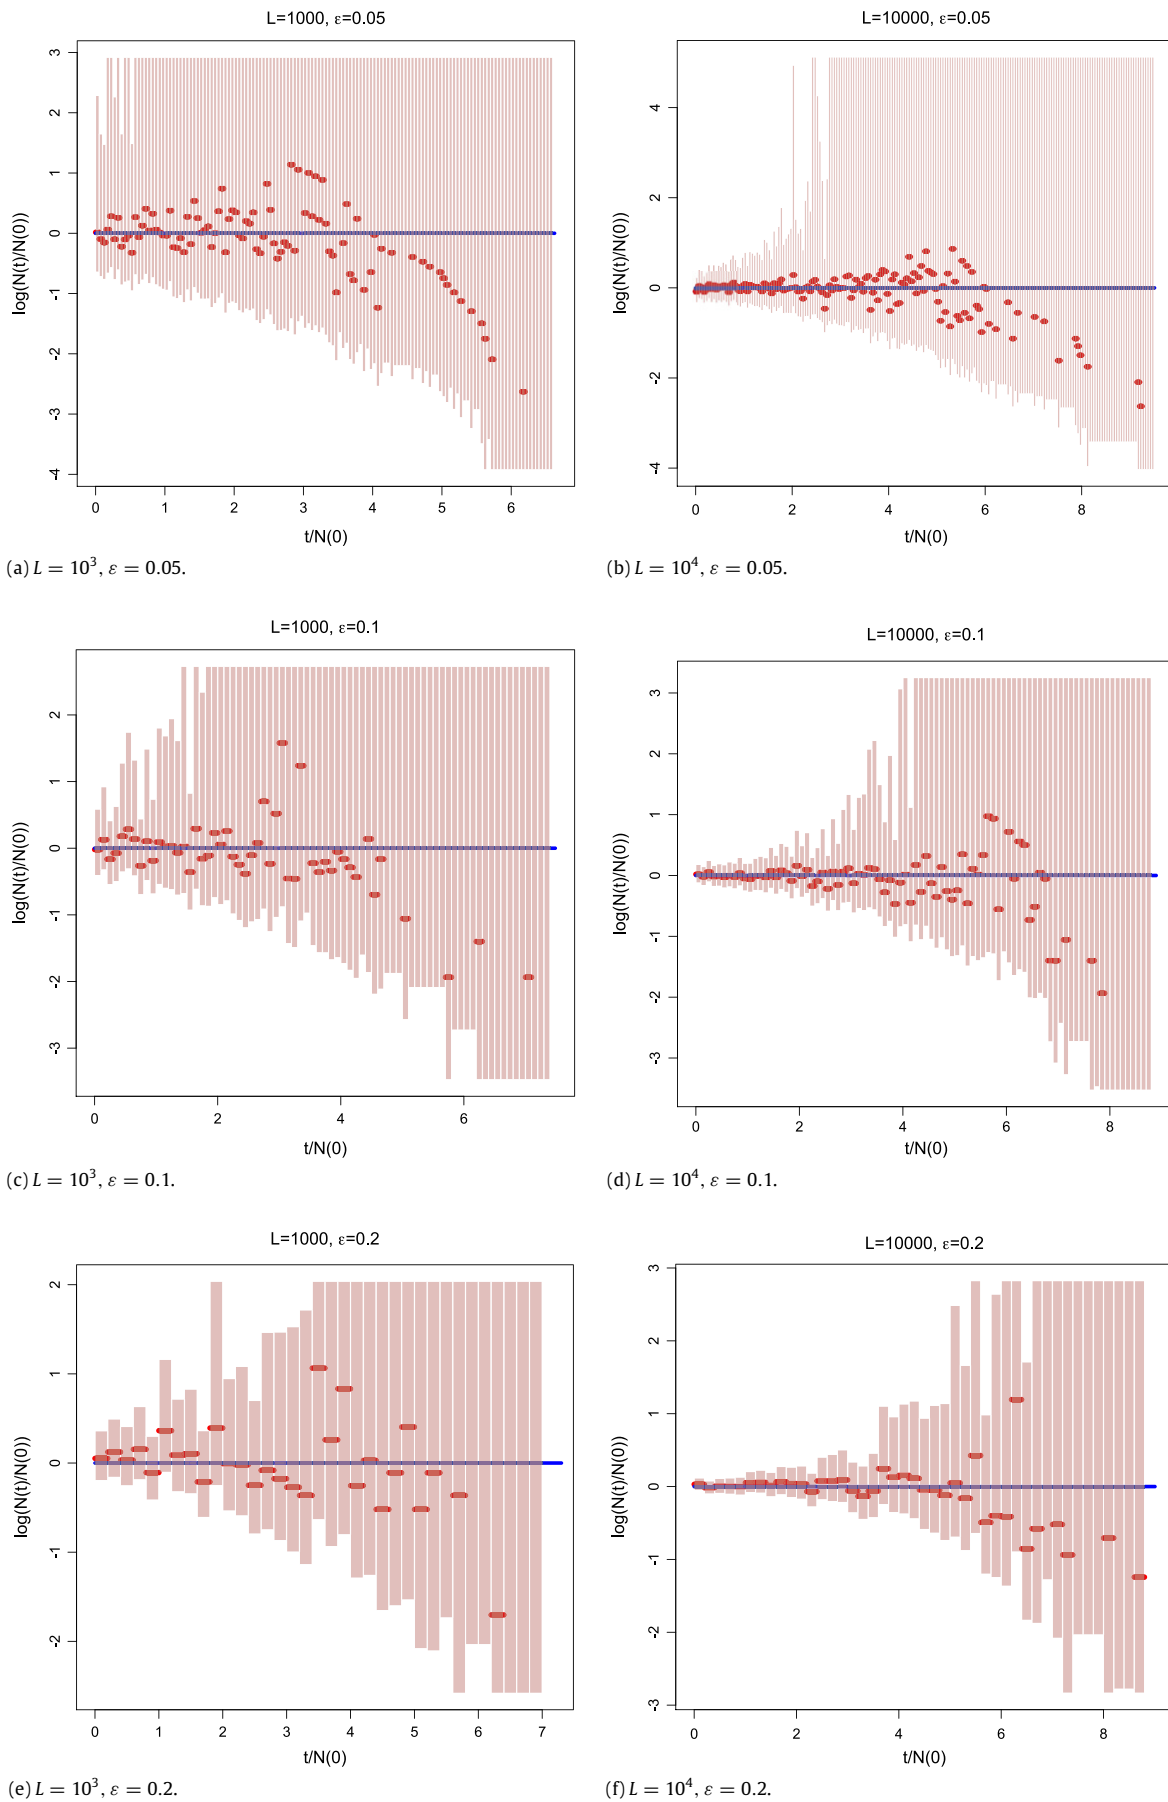 L=1000, ε=0.05
log(N(t)/N(0))
3
2
1
0
-1
-2
-3
-4
0 1 2 3 4 5 6
t/N(0)
(a) L = 10³, ε = 0.05.
L=10000, ε=0.05
log(N(t)/N(0))
4
2
0
-2
-4
0 2 4 6 8
t/N(0)
(b) L = 10⁴, ε = 0.05.
L=1000, ε=0.1
log(N(t)/N(0))
2
1
0
-1
-2
-3
0 2 4 6
t/N(0)
(c) L = 10³, ε = 0.1.
L=10000, ε=0.1
log(N(t)/N(0))
3
2
1
0
-1
-2
-3
0 2 4 6 8
t/N(0)
(d) L = 10⁴, ε = 0.1.
L=1000, ε=0.2
log(N(t)/N(0))
2
1
0
-1
-2
0 1 2 3 4 5 6 7
t/N(0)
(e) L = 10³, ε = 0.2.
L=10000, ε=0.2
log(N(t)/N(0))
3
2
1
0
-1
-2
-3
0 2 4 6 8
t/N(0)
(f) L = 10⁴, ε = 0.2.